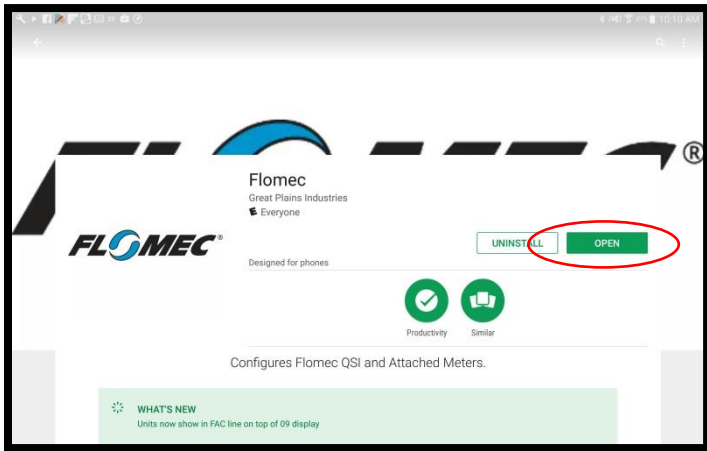 10:10 AM
®
Flomec
Great Plains Industries
E Everyone
FLOMEC®
UNINSTALL OPEN
Designed for phones
Productivity Similar
Configures Flomec QSI and Attached Meters.
WHAT'S NEW
Units now show in FAC line on top of 09 display